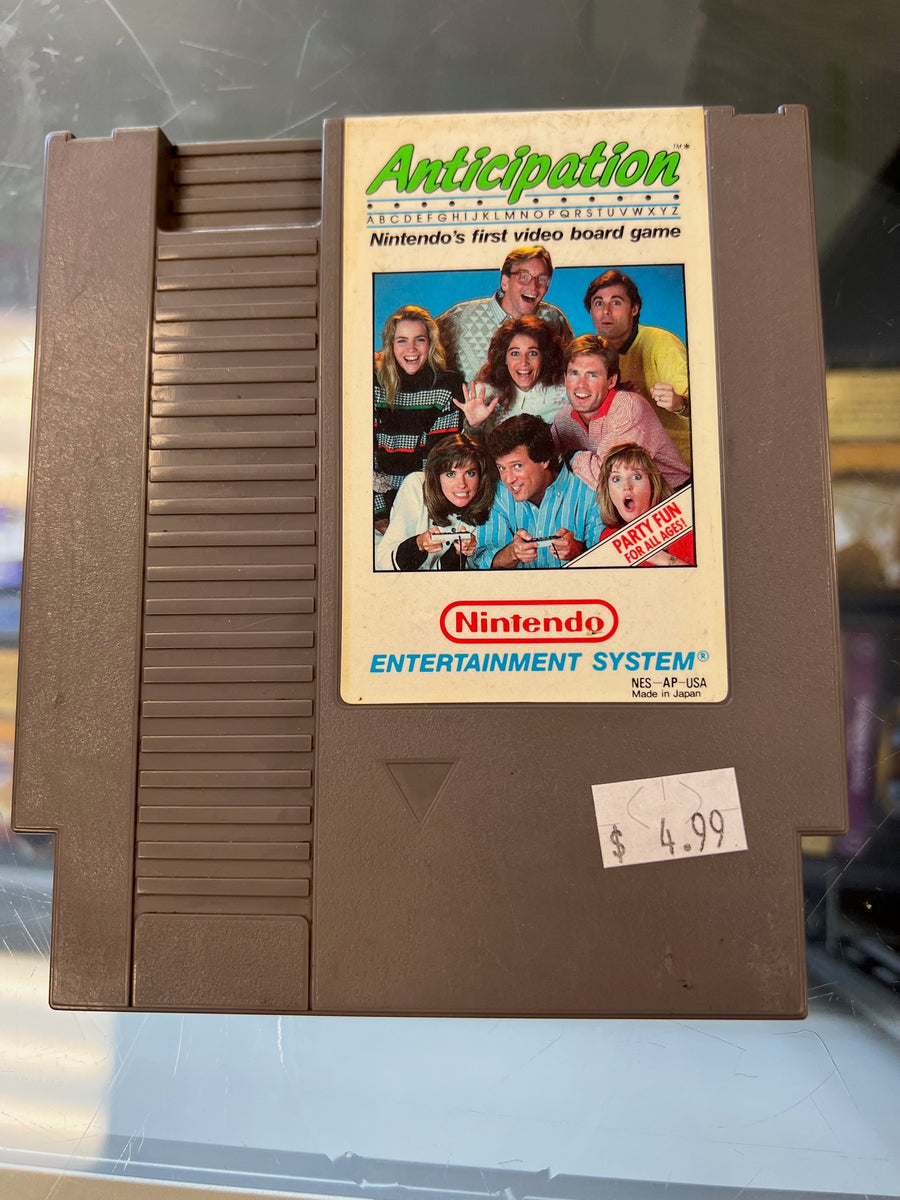 Anticipation™*
ABCDEFGHIJKLMNOPQRSTUVWXYZ
Nintendo's first video board game
PARTY FUN
FOR ALL AGES!
Nintendo
ENTERTAINMENT SYSTEM®
NES-AP-USA
Made in Japan
$ 4.99